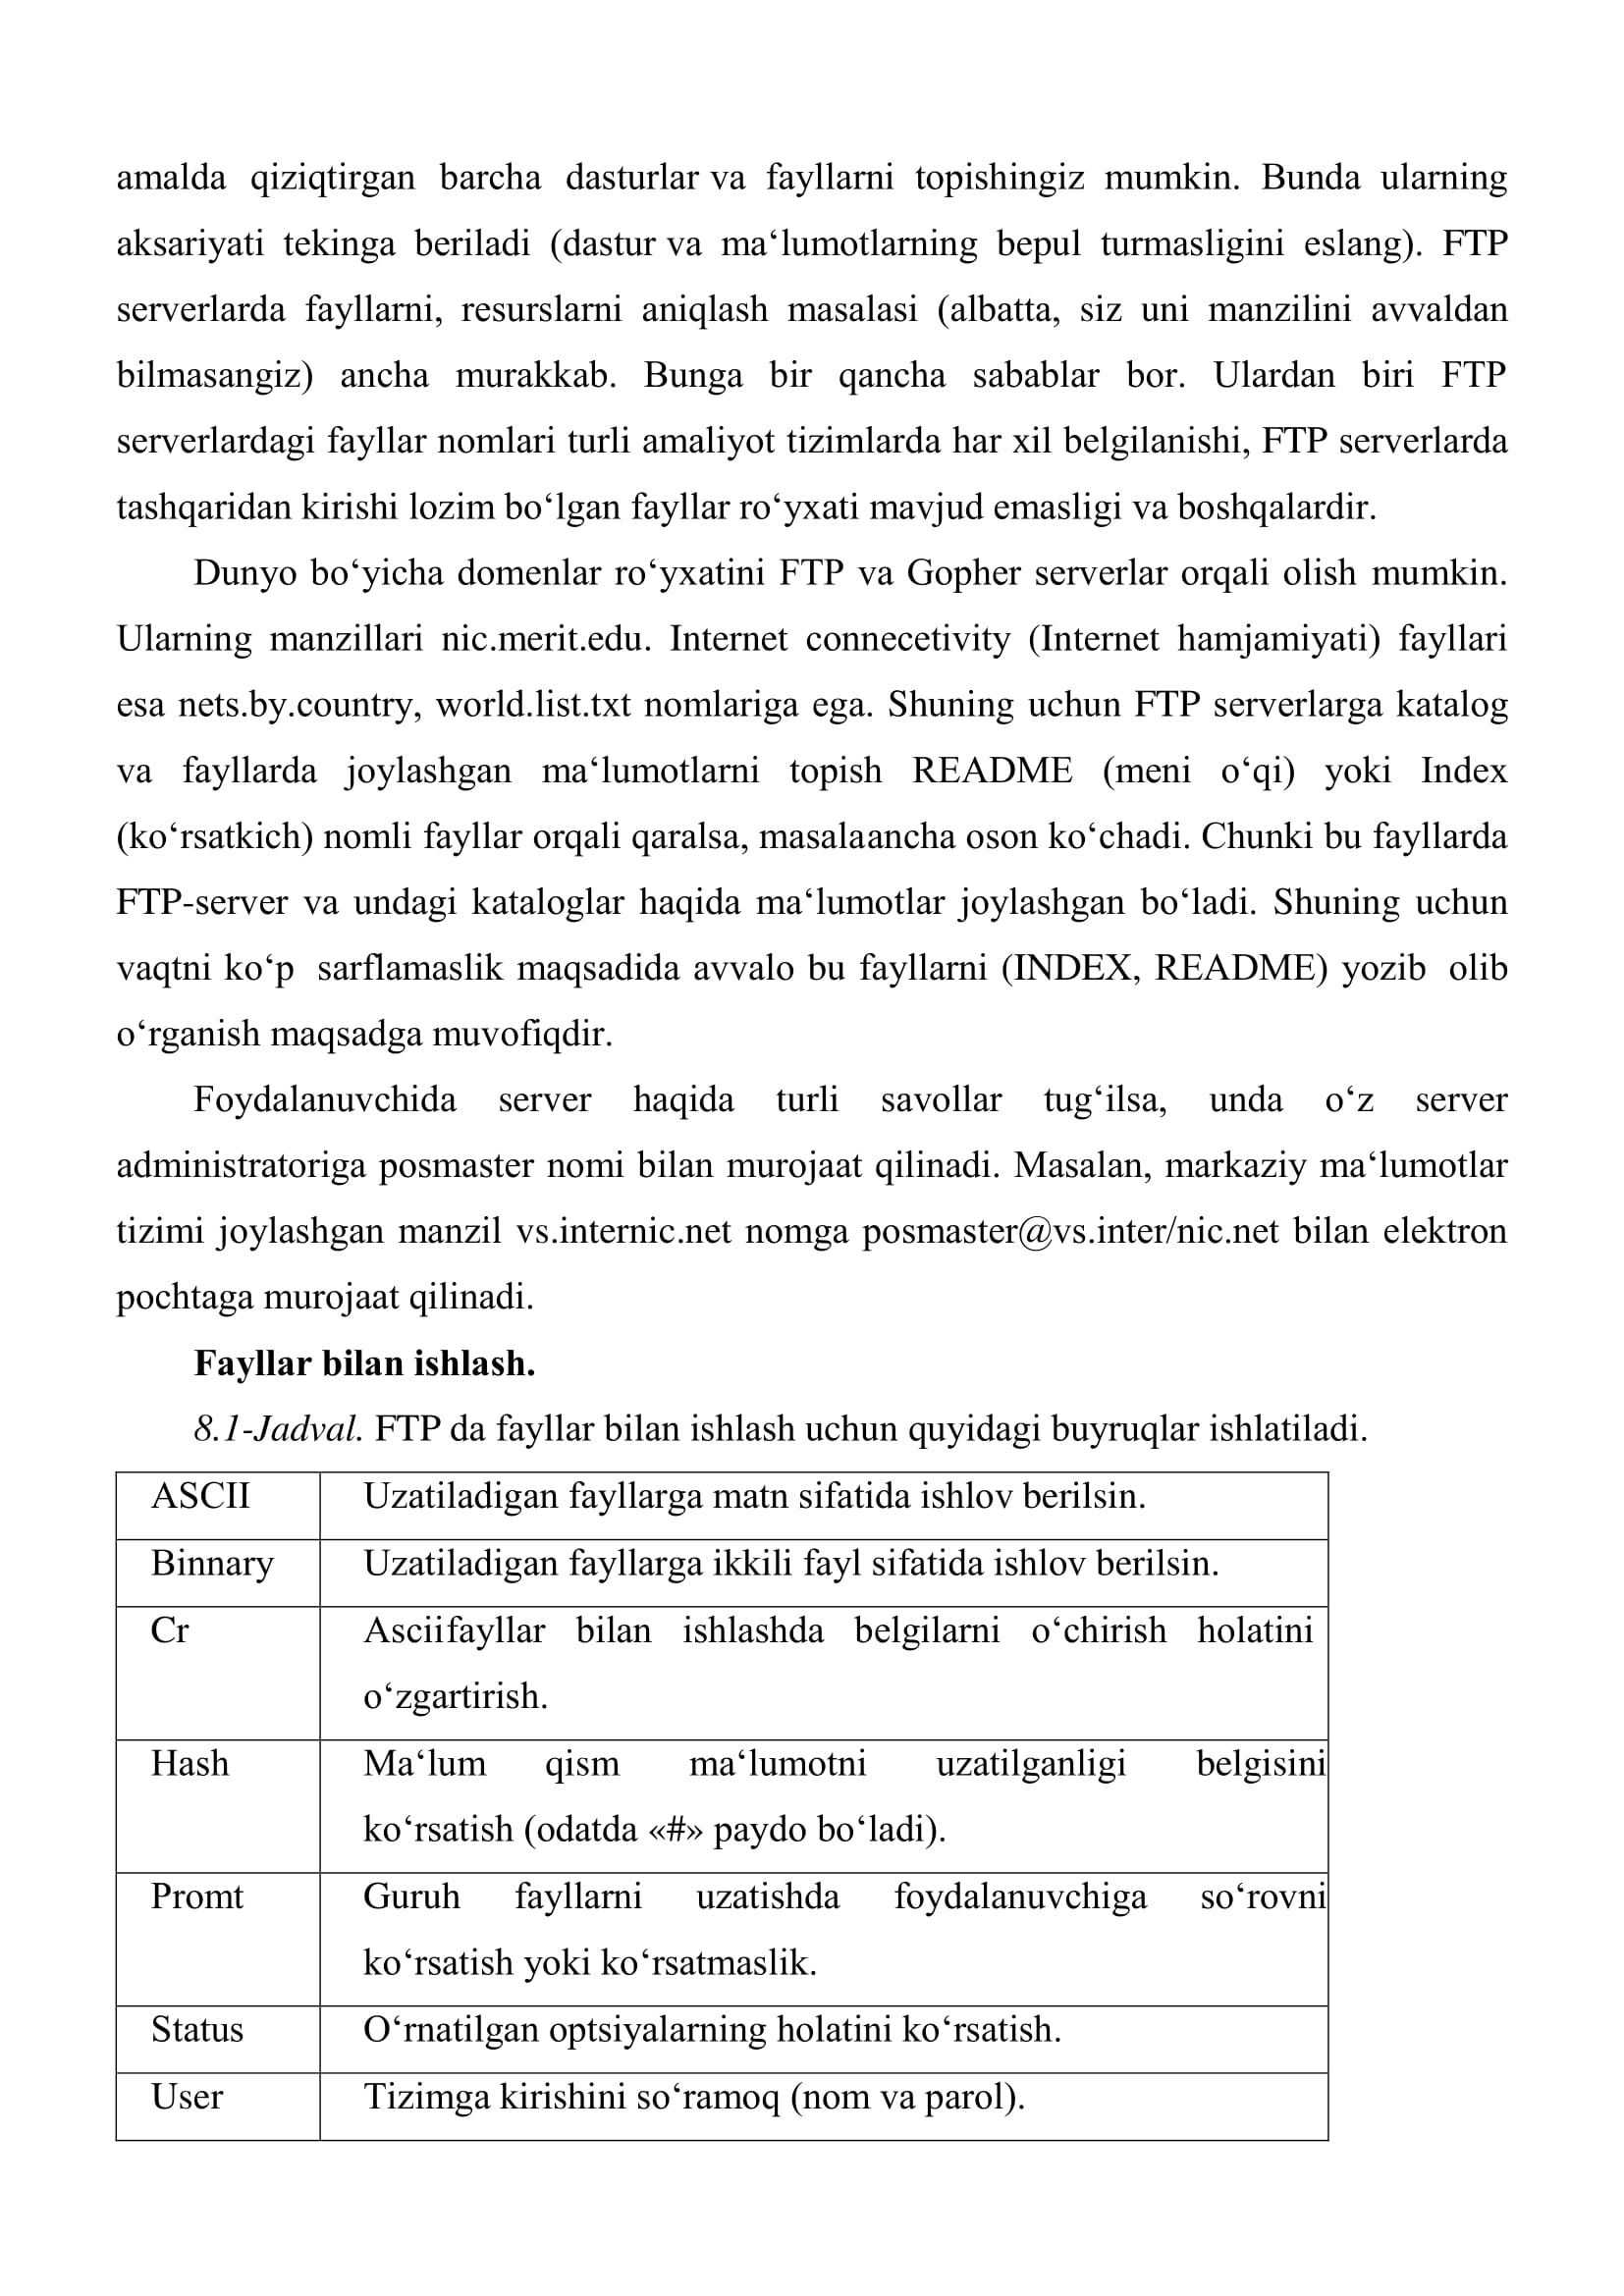 amalda qiziqtirgan barcha dasturlar va fayllarni topishingiz mumkin. Bunda ularning
aksariyati tekinga beriladi (dastur va ma‘lumotlarning bepul turmasligini eslang). FTP
serverlarda fayllarni, resurslarni aniqlash masalasi (albatta, siz uni manzilini avvaldan
bilmasangiz) ancha murakkab. Bunga bir qancha sabablar bor. Ulardan biri FTP
serverlardagi fayllar nomlari turli amaliyot tizimlarda har xil belgilanishi, FTP serverlarda
tashqaridan kirishi lozim bo‘lgan fayllar ro‘yxati mavjud emasligi va boshqalardir.
Dunyo bo‘yicha domenlar ro‘yxatini FTP va Gopher serverlar orqali olish mumkin.
Ularning manzillari nic.merit.edu. Internet connecetivity (Internet hamjamiyati) fayllari
esa nets.by.country, world.list.txt nomlariga ega. Shuning uchun FTP serverlarga katalog
va fayllarda joylashgan ma‘lumotlarni topish README (meni o‘qi) yoki Index
(ko‘rsatkich) nomli fayllar orqali qaralsa, masalaancha oson ko‘chadi. Chunki bu fayllarda
FTP-server va undagi kataloglar haqida ma‘lumotlar joylashgan bo‘ladi. Shuning uchun
vaqtni ko‘p sarflamaslik maqsadida avvalo bu fayllarni (INDEX, README) yozib olib
o‘rganish maqsadga muvofiqdir.
Foydalanuvchida server haqida turli savollar tug‘ilsa, unda o‘z server
administratoriga posmaster nomi bilan murojaat qilinadi. Masalan, markaziy ma‘lumotlar
tizimi joylashgan manzil vs.internic.net nomga posmaster@vs.inter/nic.net bilan elektron
pochtaga murojaat qilinadi.
Fayllar bilan ishlash.
8.1-Jadval. FTP da fayllar bilan ishlash uchun quyidagi buyruqlar ishlatiladi.
ASCII Uzatiladigan fayllarga matn sifatida ishlov berilsin.
Binnary Uzatiladigan fayllarga ikkili fayl sifatida ishlov berilsin.
Cr Asciifayllar bilan ishlashda belgilarni o‘chirish holatini
o‘zgartirish.
Hash Ma‘lum qism ma‘lumotni uzatilganligi belgisini
ko‘rsatish (odatda «#» paydo bo‘ladi).
Promt Guruh fayllarni uzatishda foydalanuvchiga so‘rovni
ko‘rsatish yoki ko‘rsatmaslik.
Status O‘rnatilgan optsiyalarning holatini ko‘rsatish.
User Tizimga kirishini so‘ramoq (nom va parol).